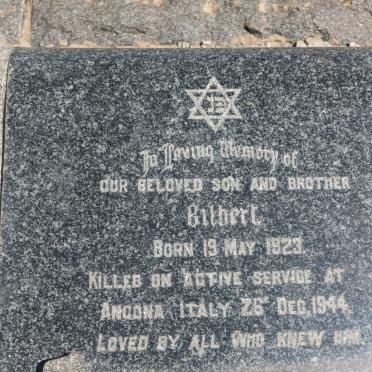 In Loving Memory of
OUR BELOVED SON AND BROTHER
Gilbert.
BORN 19 MAY 1923.
KILLED ON ACTIVE SERVICE AT
ANCONA ITALY 26TH DEC. 1944.
LOVED BY ALL WHO KNEW HIM.